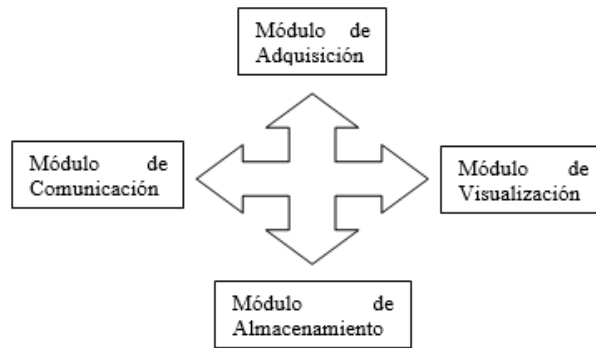 Módulo de
Adquisición
Módulo de
Comunicación
Módulo de
Visualización
Módulo de
Almacenamiento